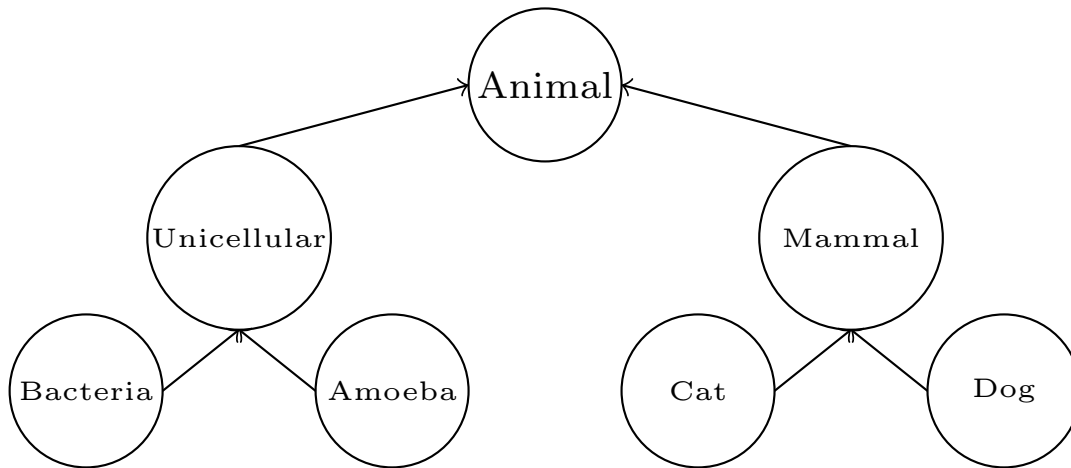 Animal
Unicellular
Mammal
Bacteria
Amoeba
Cat
Dog